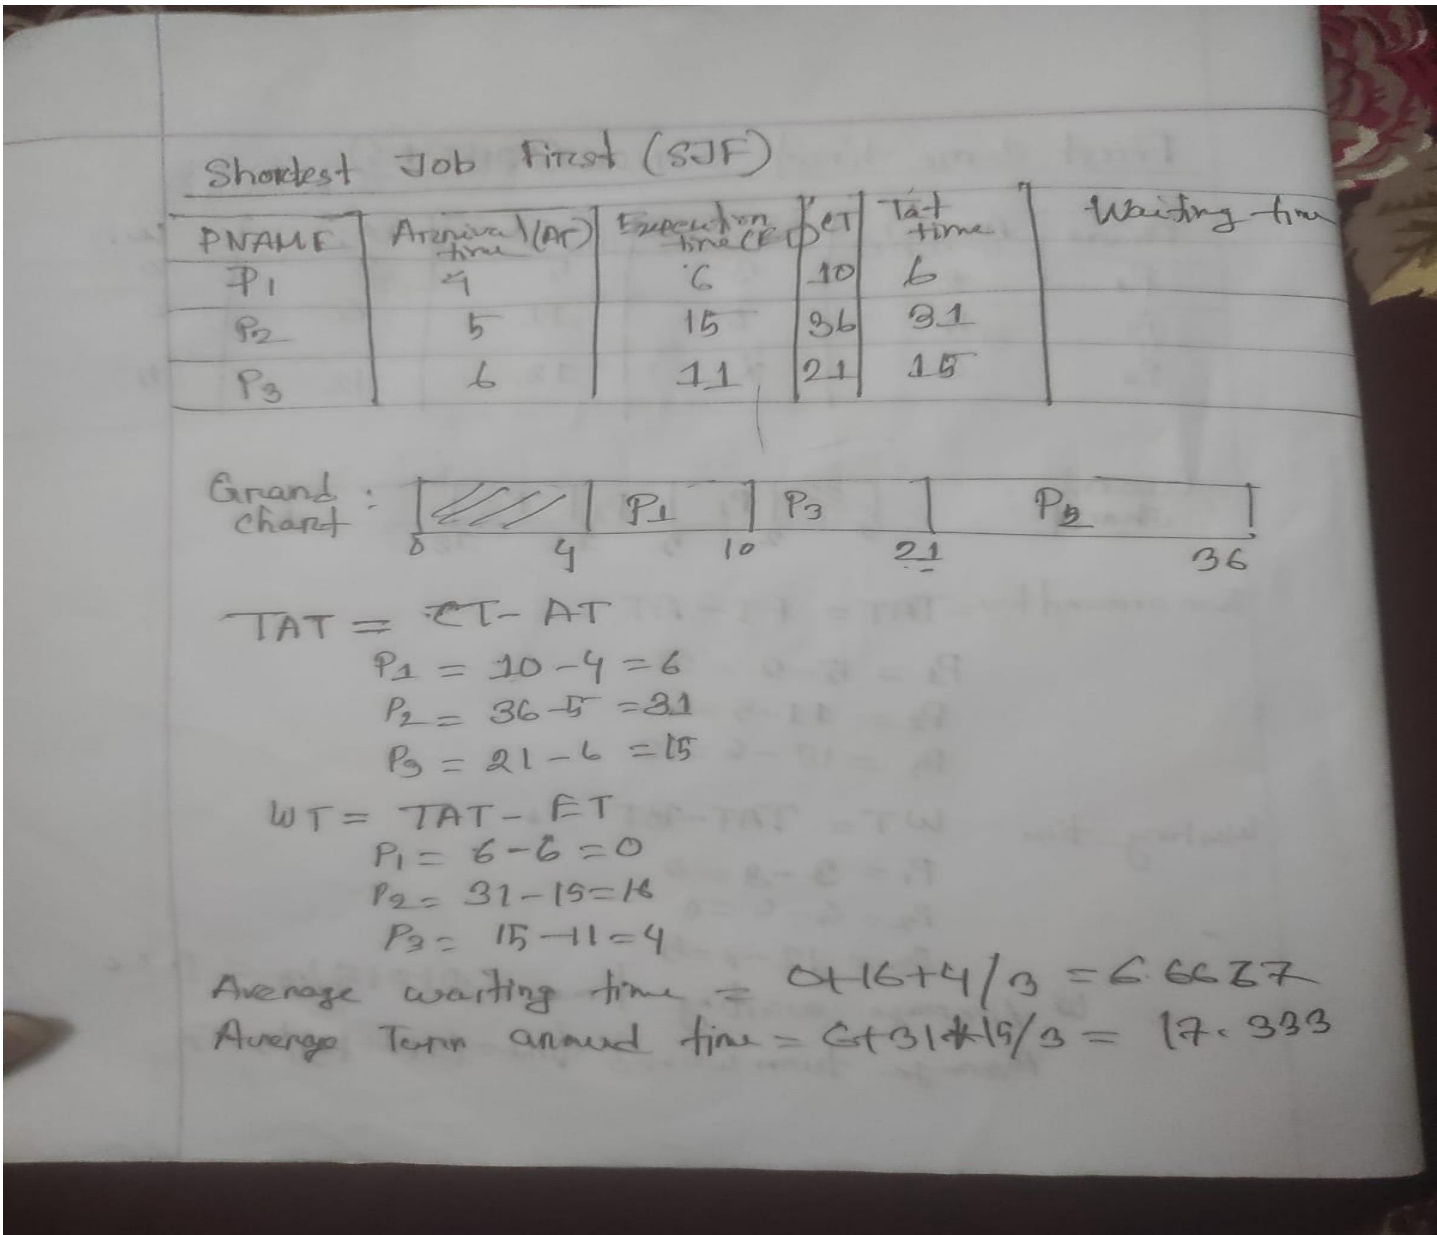 Shortest Job First (SJF)
PNAME Arrival time (AT) Execution time (ET) CT Tat time Waiting time
P1 4 6 10 6
P2 5 15 36 31
P3 6 11 21 15
Grand chart : P1 P3 P2
0 4 10 21 36
TAT = CT - AT
P1 = 10 - 4 = 6
P2 = 36 - 5 = 31
P3 = 21 - 6 = 15
WT = TAT - ET
P1 = 6 - 6 = 0
P2 = 31 - 15 = 16
P3 = 15 - 11 = 4
Average waiting time = 0+16+4/3 = 6.6667
Average Turn around time = 6+31+15/3 = 17.333